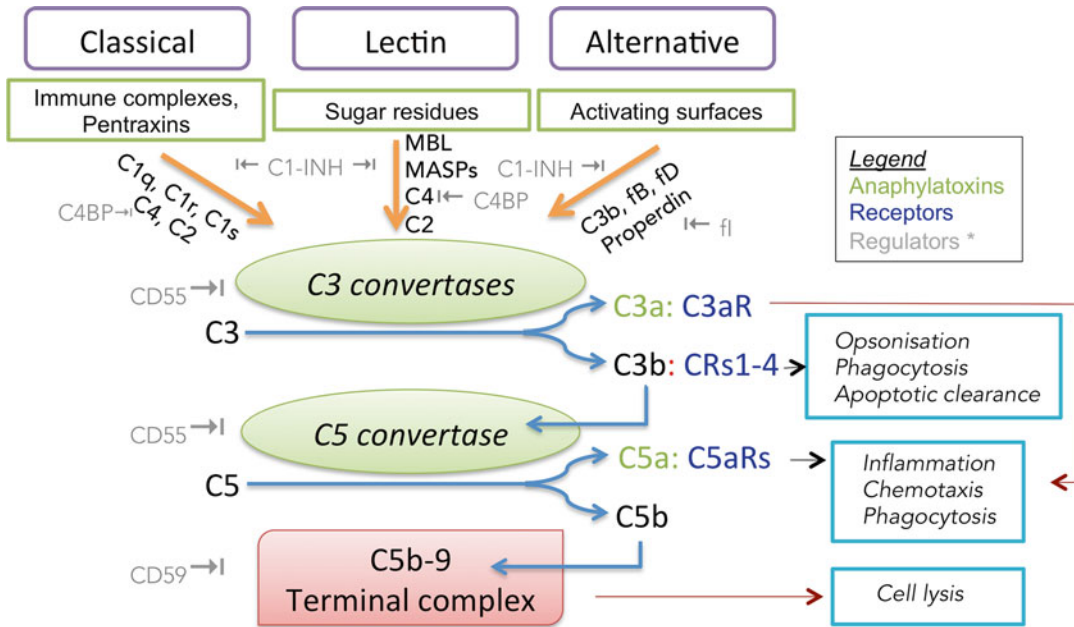 Classical
Lectin
Alternative
Immune complexes,
Pentraxins
Sugar residues
Activating surfaces
C1q, C1r, C1s
C4, C2
C4BP
C1-INH
MBL
MASPs
C4
C2
C4BP
C1-INH
C3b, fB, fD
Properdin
fI
Legend
Anaphylatoxins
Receptors
Regulators *
CD55
C3 convertases
C3
C3a: C3aR
C3b: CRs1-4
Opsonisation
Phagocytosis
Apoptotic clearance
CD55
C5 convertase
C5
C5a: C5aRs
C5b
Inflammation
Chemotaxis
Phagocytosis
CD59
C5b-9
Terminal complex
Cell lysis